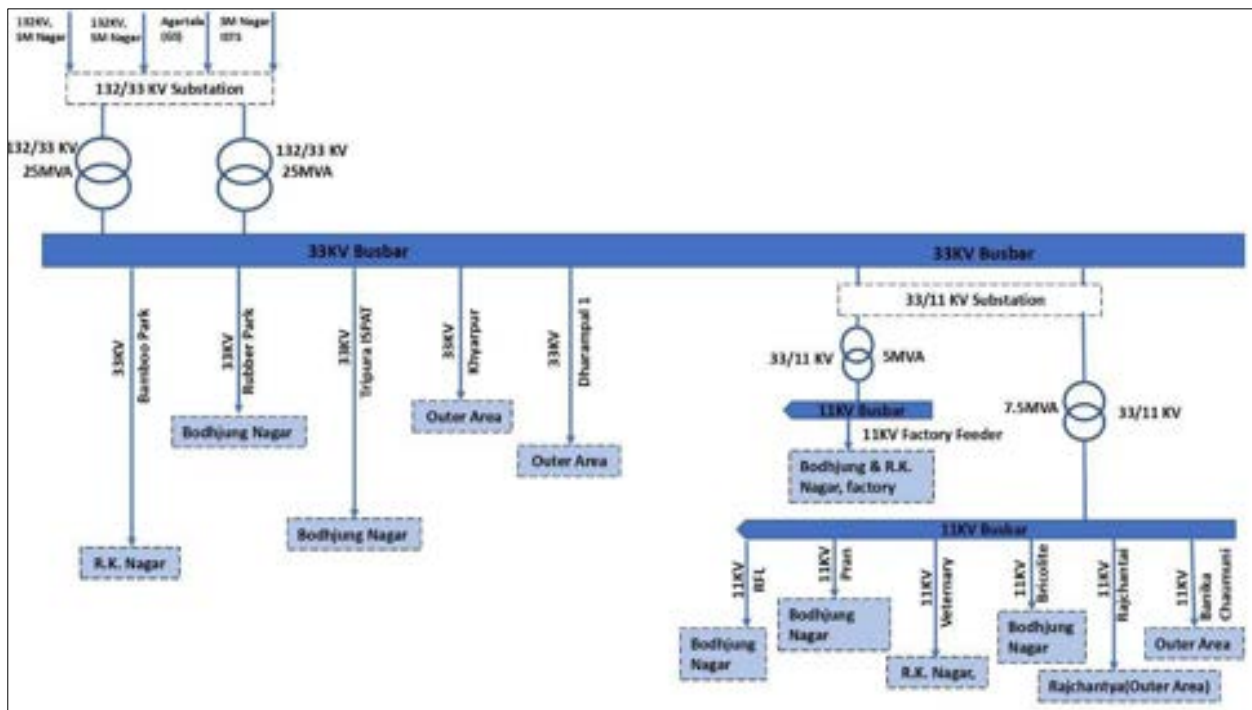 132KV,
SM Nagar
132KV,
SM Nagar
Agartala
(GS)
SM Nagar
ISTS
132/33 KV Substation
132/33 KV
25MVA
132/33 KV
25MVA
33KV Busbar
33KV Busbar
33KV
Bamboo Park
33KV
Rubber Park
33KV
Tripura ISPAT
33KV
Khyarpur
33KV
Dharampal 1
33/11 KV Substation
33/11 KV
5MVA
7.5MVA
33/11 KV
11KV Busbar
11KV Factory Feeder
Bodhjung & R.K.
Nagar, factory
Bodhjung Nagar
Outer Area
Outer Area
Bodhjung Nagar
R.K. Nagar
11KV Busbar
11KV
RFL
11KV
Pran
11KV
Veternary
11KV
Bricolite
11KV
Rajchantai
11KV
Banika
Chaumuni
Bodhjung
Nagar
Bodhjung
Nagar
R.K. Nagar,
Bodhjung
Nagar
Rajchantya(Outer Area)
Outer Area